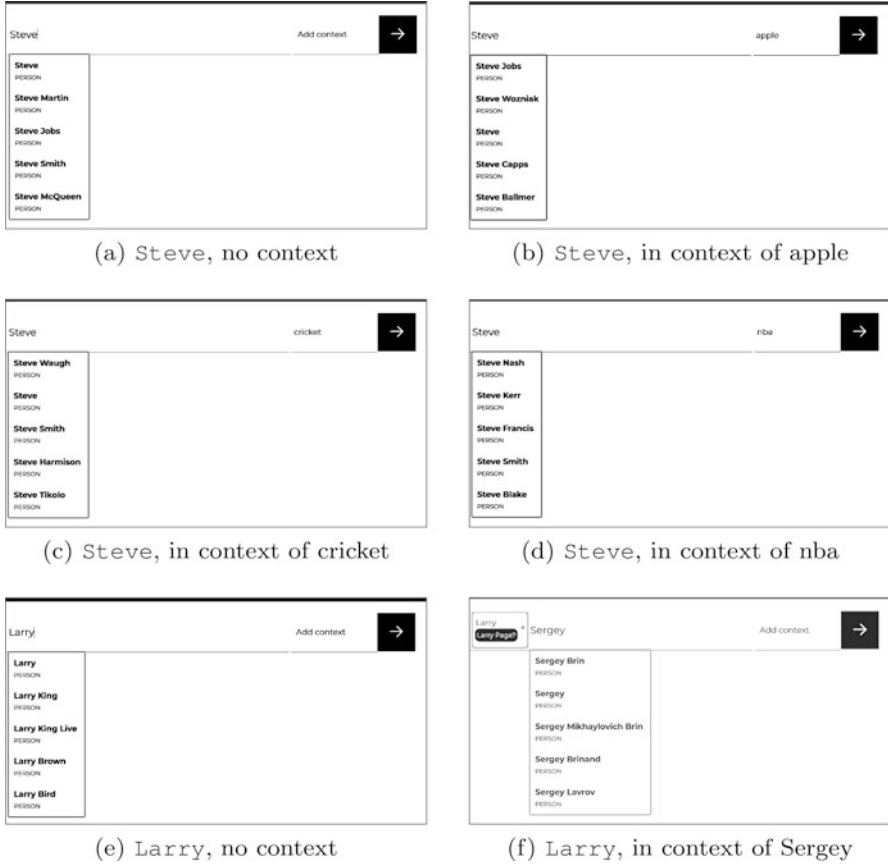 Steve
Add context
Steve
PERSON
Steve Martin
PERSON
Steve Jobs
PERSON
Steve Smith
PERSON
Steve McQueen
PERSON
(a) Steve, no context
Steve
apple
Steve Jobs
PERSON
Steve Wozniak
PERSON
Steve
PERSON
Steve Capps
PERSON
Steve Ballmer
PERSON
(b) Steve, in context of apple
Steve
cricket
Steve Waugh
PERSON
Steve
PERSON
Steve Smith
PERSON
Steve Harmison
PERSON
Steve Tikolo
PERSON
(c) Steve, in context of cricket
Steve
nba
Steve Nash
PERSON
Steve Kerr
PERSON
Steve Francis
PERSON
Steve Smith
PERSON
Steve Blake
PERSON
(d) Steve, in context of nba
Larry
Add context
Larry
PERSON
Larry King
PERSON
Larry King Live
PERSON
Larry Brown
PERSON
Larry Bird
PERSON
(e) Larry, no context
Larry
Larry Page?
Sergey
Add context
Sergey Brin
PERSON
Sergey
PERSON
Sergey Mikhaylovich Brin
PERSON
Sergey Brinand
PERSON
Sergey Lavrov
PERSON
(f) Larry, in context of Sergey